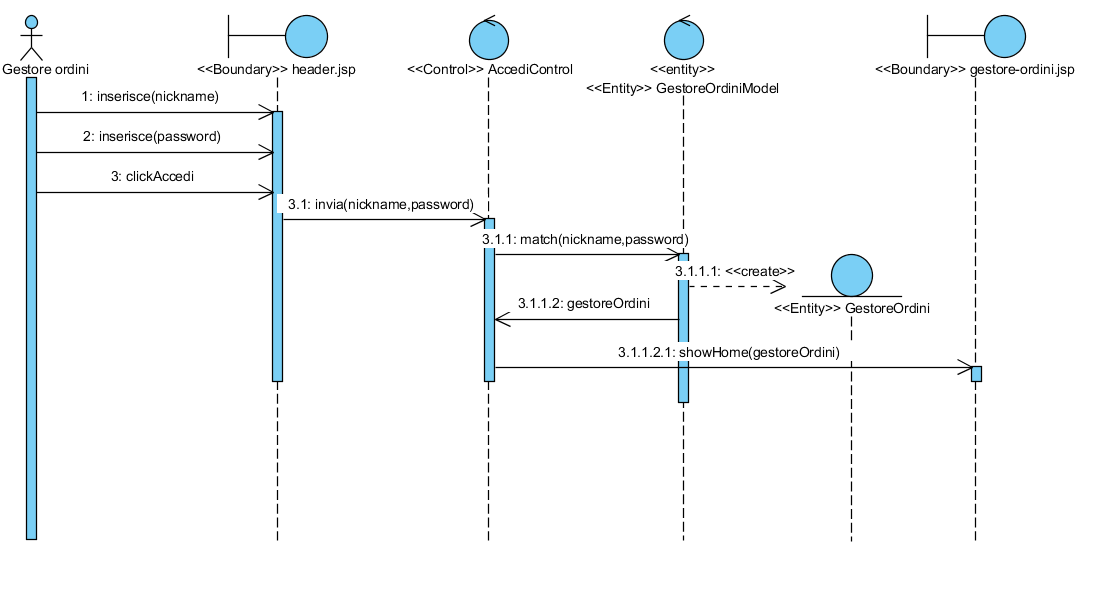 Gestore ordini
<<Boundary>> header.jsp
<<Control>> AccediControl
<<entity>>
<<Entity>> GestoreOrdiniModel
<<Boundary>> gestore-ordini.jsp
1: inserisce(nickname)
2: inserisce(password)
3: clickAccedi
3.1: invia(nickname,password)
3.1.1: match(nickname,password)
3.1.1.1: <<create>>
<<Entity>> GestoreOrdini
3.1.1.2: gestoreOrdini
3.1.1.2.1: showHome(gestoreOrdini)